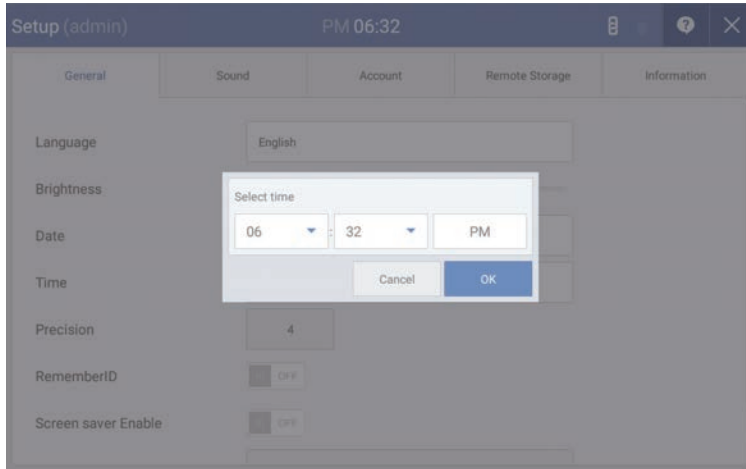 Setup (admin) PM 06:32
General Sound Account Remote Storage Information
Language English
Brightness
Select time
06 : 32 PM
Date
Time
Cancel OK
Precision 4
RememberID OFF
Screen saver Enable OFF